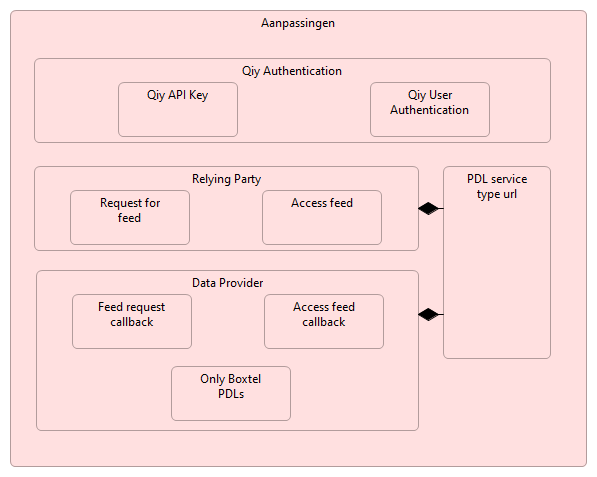 Aanpassingen
Qiy Authentication
Qiy API Key
Qiy User
Authentication
Relying Party
Request for
feed
Access feed
PDL service
type url
Data Provider
Feed request
callback
Access feed
callback
Only Boxtel
PDLs